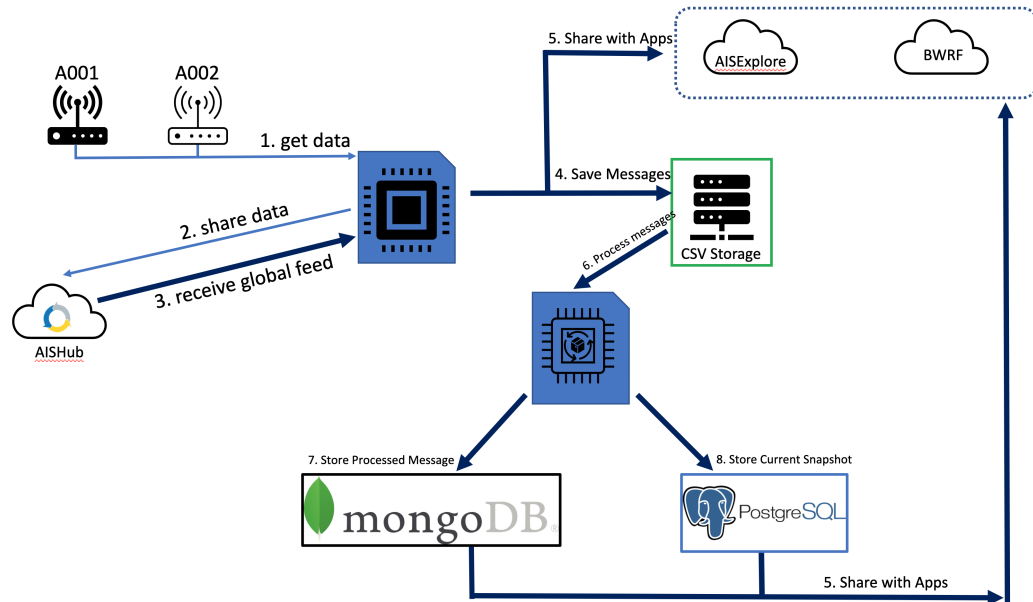 5. Share with Apps
AISExplore
BWRF
A001
A002
1. get data
4. Save Messages
2. share data
3. receive global feed
6. Process messages
CSV Storage
AISHub
7. Store Processed Message
8. Store Current Snapshot
mongoDB®
PostgreSQL
5. Share with Apps